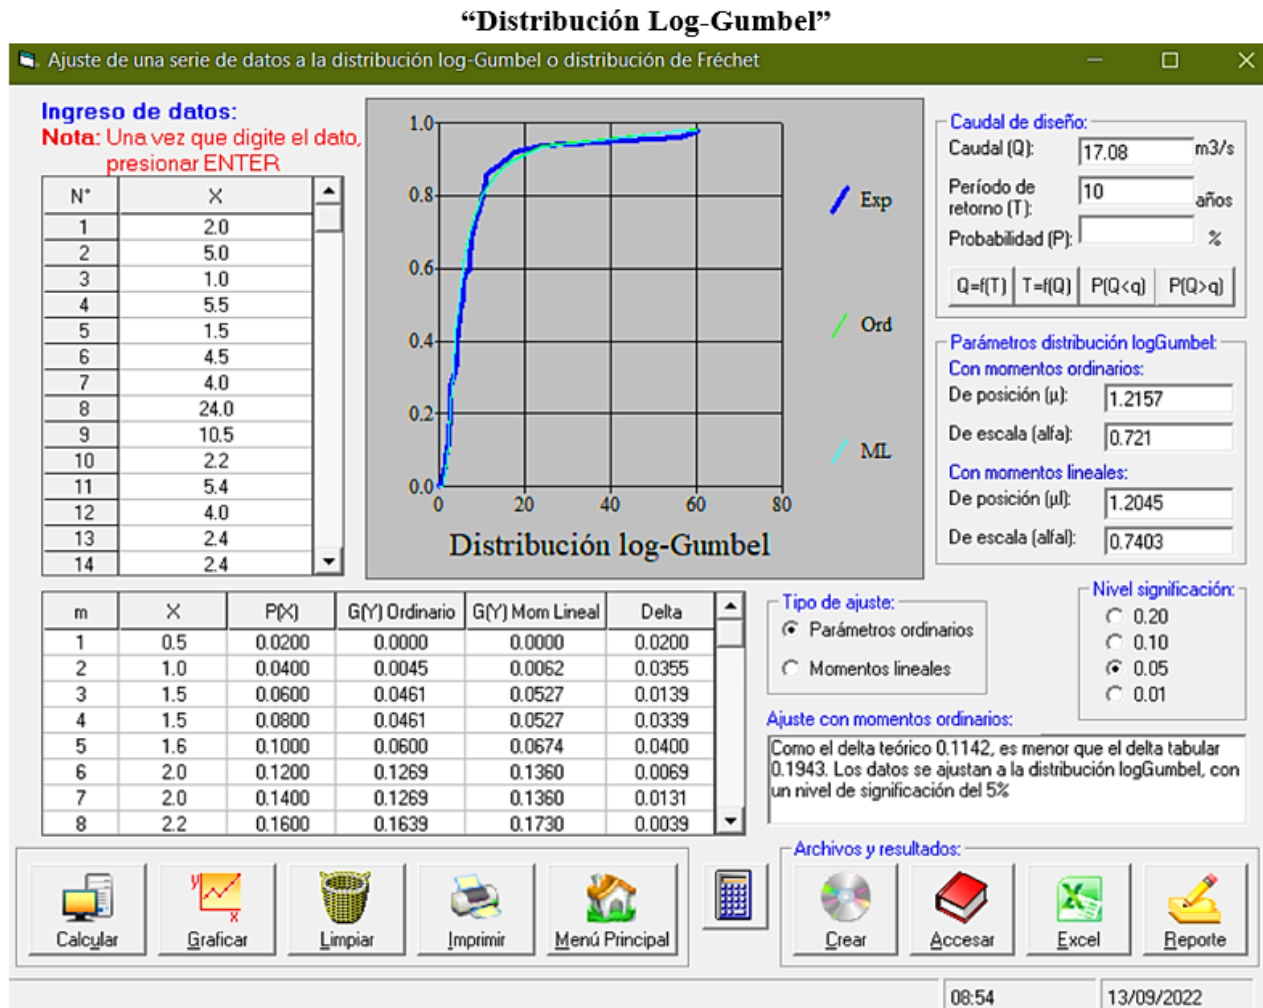 “Distribución Log-Gumbel”
Ajuste de una serie de datos a la distribución log-Gumbel o distribución de Fréchet
Ingreso de datos:
Nota: Una vez que digite el dato,
presionar ENTER
N° X
1 2.0
2 5.0
3 1.0
4 5.5
5 1.5
6 4.5
7 4.0
8 24.0
9 10.5
10 2.2
11 5.4
12 4.0
13 2.4
14 2.4
1.0
0.8
0.6
0.4
0.2
0.0
0 20 40 60 80
Exp
Ord
ML
Distribución log-Gumbel
Caudal de diseño:
Caudal (Q): 17.08 m3/s
Período de
retorno (T): 10 años
Probabilidad (P): %
Q=f(T) T=f(Q) P(Q<q) P(Q>q)
Parámetros distribución logGumbel:
Con momentos ordinarios:
De posición (µ): 1.2157
De escala (alfa): 0.721
Con momentos lineales:
De posición (µl): 1.2045
De escala (alfal): 0.7403
m X P(X) G(Y) Ordinario G(Y) Mom Lineal Delta
1 0.5 0.0200 0.0000 0.0000 0.0200
2 1.0 0.0400 0.0045 0.0062 0.0355
3 1.5 0.0600 0.0461 0.0527 0.0139
4 1.5 0.0800 0.0461 0.0527 0.0339
5 1.6 0.1000 0.0600 0.0674 0.0400
6 2.0 0.1200 0.1269 0.1360 0.0069
7 2.0 0.1400 0.1269 0.1360 0.0131
8 2.2 0.1600 0.1639 0.1730 0.0039
Tipo de ajuste:
Parámetros ordinarios
Momentos lineales
Nivel significación:
0.20
0.10
0.05
0.01
Ajuste con momentos ordinarios:
Como el delta teórico 0.1142, es menor que el delta tabular
0.1943. Los datos se ajustan a la distribución logGumbel, con
un nivel de significación del 5%
Calcular Graficar Limpiar Imprimir Menú Principal
Archivos y resultados:
Crear Accesar Excel Reporte
08:54 13/09/2022